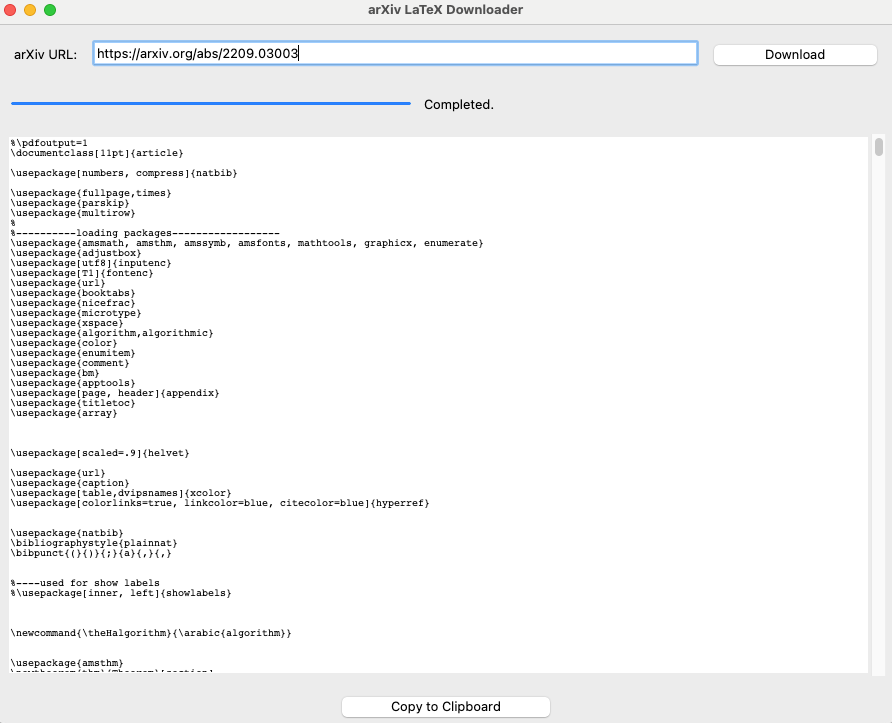 arXiv LaTeX Downloader
arXiv URL: https://arxiv.org/abs/2209.03003 Download
Completed.
%\pdfoutput=1
\documentclass[11pt]{article}
\usepackage[numbers, compress]{natbib}
\usepackage{fullpage,times}
\usepackage{parskip}
\usepackage{multirow}
%
%----------loading packages------------------
\usepackage{amsmath, amsthm, amssymb, amsfonts, mathtools, graphicx, enumerate}
\usepackage{adjustbox}
\usepackage[utf8]{inputenc}
\usepackage[T1]{fontenc}
\usepackage{url}
\usepackage{booktabs}
\usepackage{nicefrac}
\usepackage{microtype}
\usepackage{xspace}
\usepackage{algorithm,algorithmic}
\usepackage{color}
\usepackage{enumitem}
\usepackage{comment}
\usepackage{bm}
\usepackage{apptools}
\usepackage[page, header]{appendix}
\usepackage{titletoc}
\usepackage{array}
\usepackage[scaled=.9]{helvet}
\usepackage{url}
\usepackage{caption}
\usepackage[table,dvipsnames]{xcolor}
\usepackage[colorlinks=true, linkcolor=blue, citecolor=blue]{hyperref}
\usepackage{natbib}
\bibliographystyle{plainnat}
\bibpunct{(}{)}{;}{a}{,}{,}
%----used for show labels
%\usepackage[inner, left]{showlabels}
\newcommand{\theHalgorithm}{\arabic{algorithm}}
\usepackage{amsthm}
Copy to Clipboard